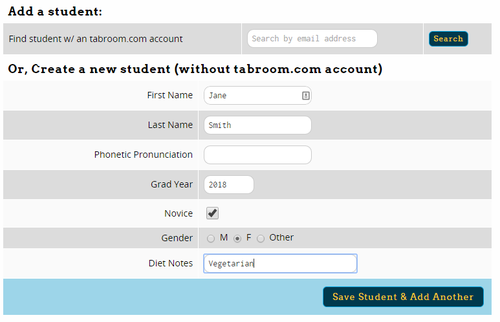 Add a student:
Find student w/ an tabroom.com account Search by email address Search
Or, Create a new student (without tabroom.com account)
First Name Jane
Last Name Smith
Phonetic Pronunciation
Grad Year 2018
Novice
Gender M F Other
Diet Notes Vegetarian
Save Student & Add Another